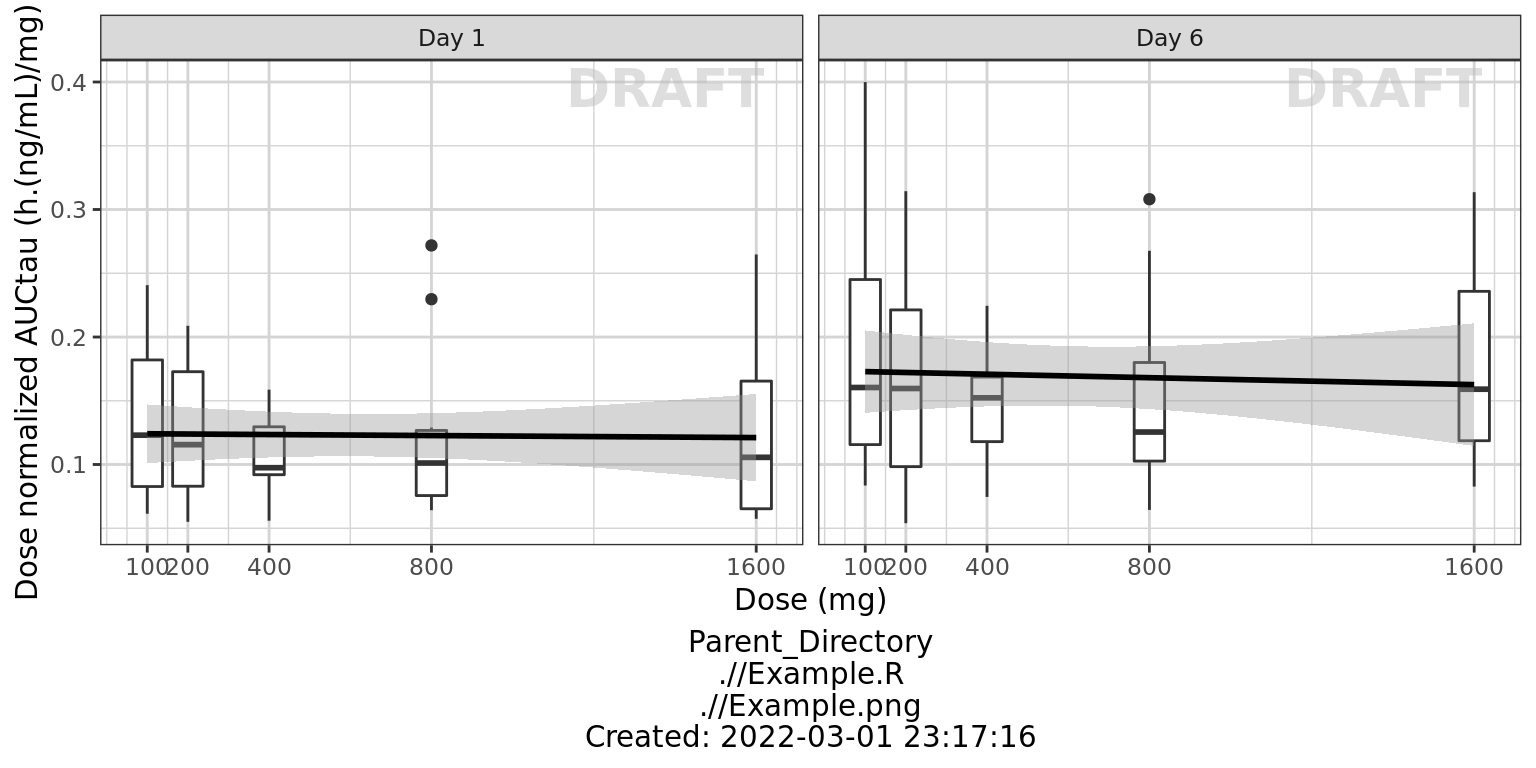 Dose normalized AUCtau (h.(ng/mL)/mg)
Day 1
Day 6
DRAFT
DRAFT
0.4
0.3
0.2
0.1
100 200 400 800 1600
100 200 400 800 1600
Dose (mg)
Parent_Directory
.//Example.R
.//Example.png
Created: 2022-03-01 23:17:16